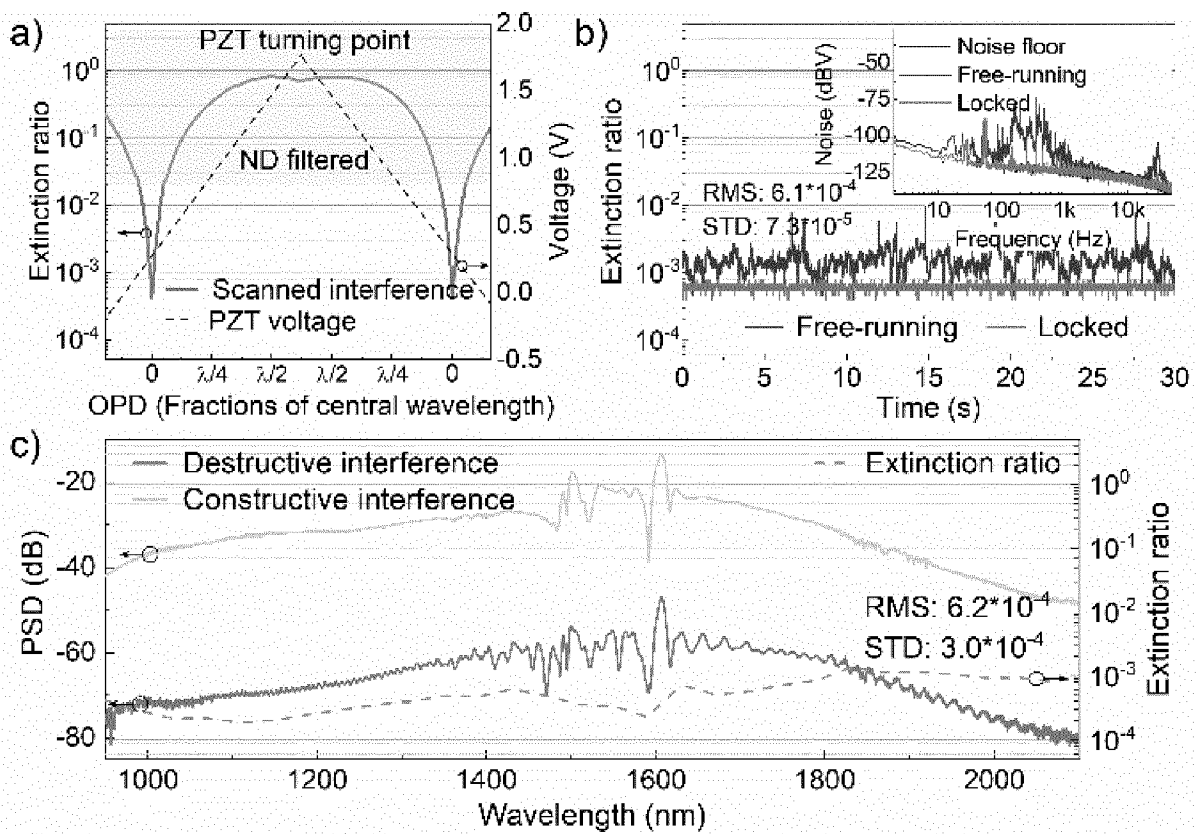 a)
PZT turning point
ND filtered
Scanned interference
PZT voltage
Extinction ratio
10⁰
10⁻¹
10⁻²
10⁻³
10⁻⁴
Voltage (V)
2.0
1.5
1.0
0.5
0.0
-0.5
0 λ/4 λ/2 λ/2 λ/4 0
OPD (Fractions of central wavelength)
b)
Extinction ratio
10⁰
10⁻¹
10⁻²
10⁻³
10⁻⁴
Noise floor
Free-running
Locked
Noise (dBV)
-50
-75
-100
-125
10 100 1k 10k
Frequency (Hz)
RMS: 6.1*10⁻⁴
STD: 7.3*10⁻⁵
Free-running Locked
0 5 10 15 20 25 30
Time (s)
c)
Destructive interference
Constructive interference
Extinction ratio
PSD (dB)
-20
-40
-60
-80
RMS: 6.2*10⁻⁴
STD: 3.0*10⁻⁴
Extinction ratio
10⁰
10⁻¹
10⁻²
10⁻³
10⁻⁴
1000 1200 1400 1600 1800 2000
Wavelength (nm)